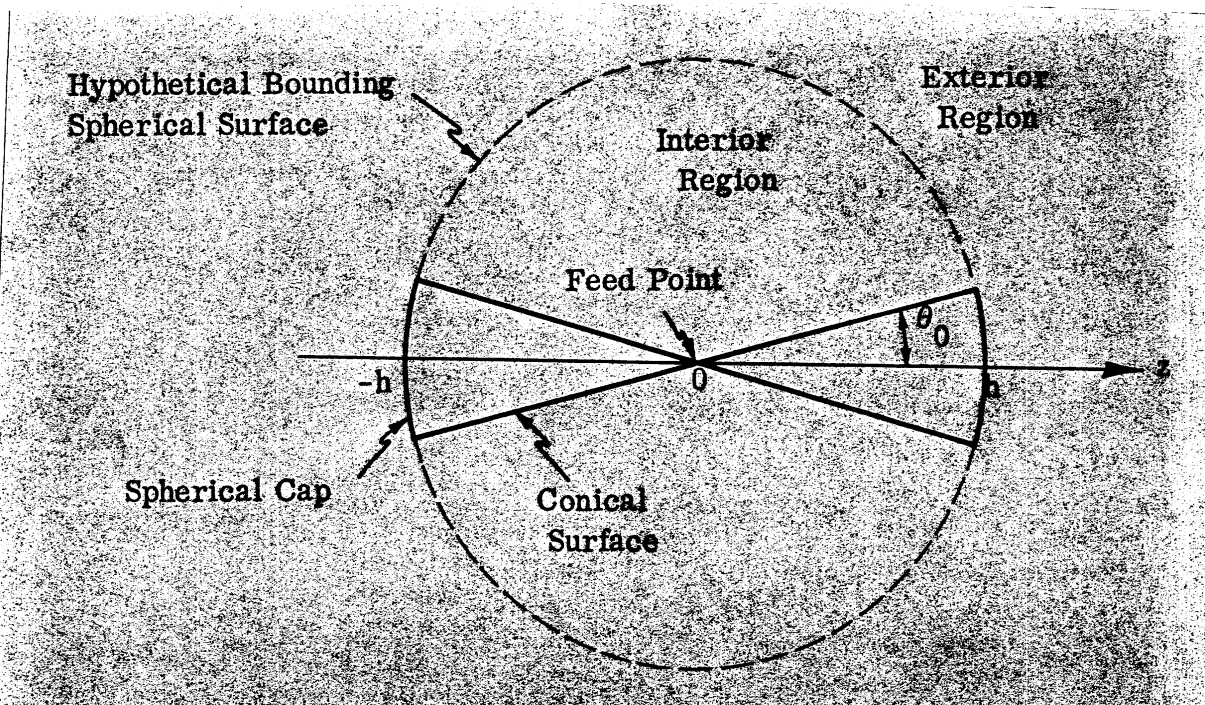 Hypothetical Bounding
Spherical Surface
Exterior
Region
Interior
Region
Feed Point
θ0
-h
0
h
z
Spherical Cap
Conical
Surface